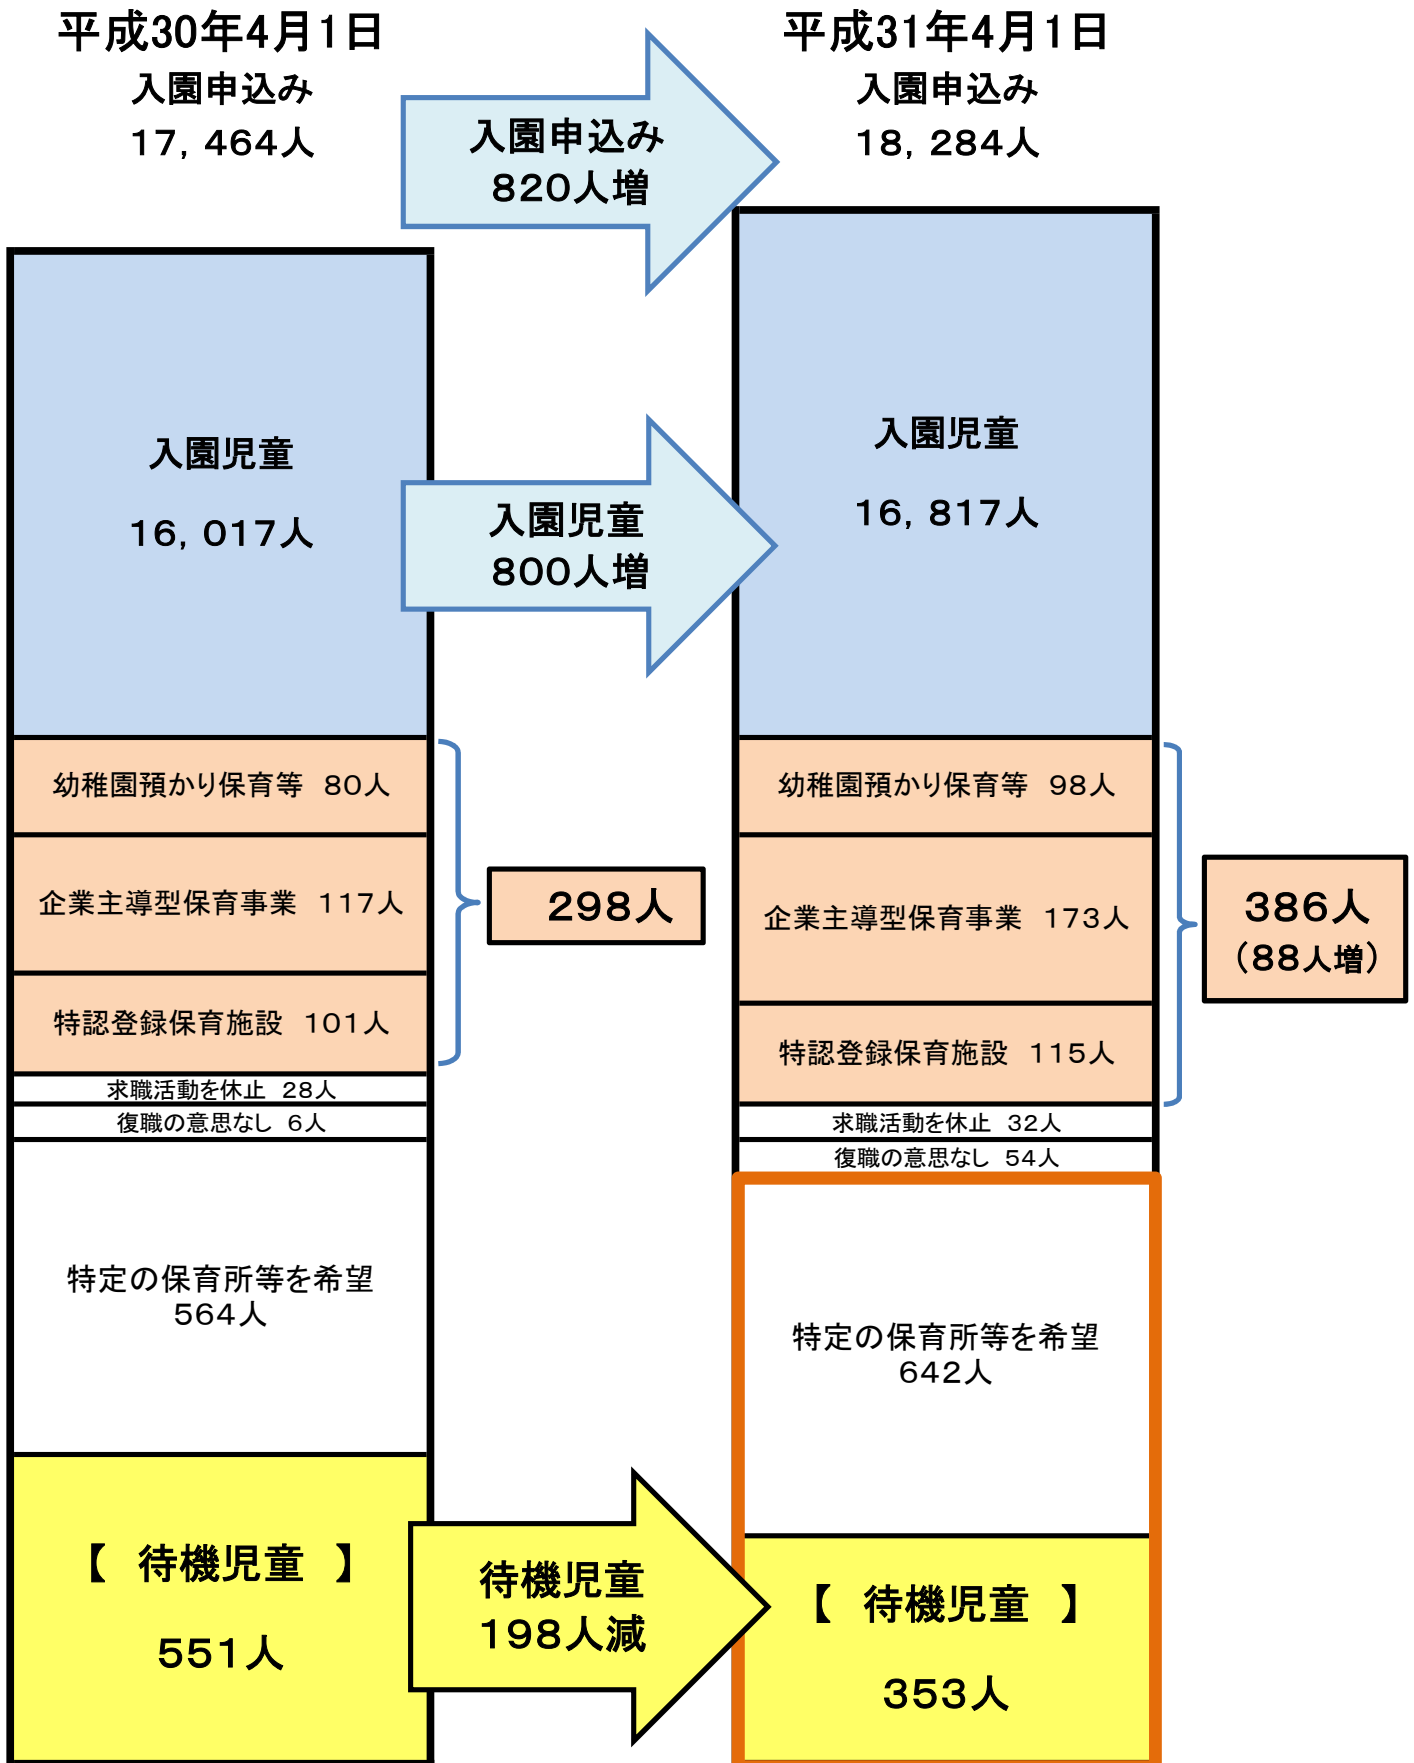 平成30年4月1日
入園申込み
17，464人
入園申込み
820人増
平成31年4月1日
入園申込み
18，284人
入園児童
16，017人
入園児童
800人増
入園児童
16，817人
幼稚園預かり保育等　80人
企業主導型保育事業　117人
特認登録保育施設　101人
298人
求職活動を休止　28人
復職の意思なし　6人
特定の保育所等を希望
564人
【　待機児童　】
551人
待機児童
198人減
幼稚園預かり保育等　98人
企業主導型保育事業　173人
特認登録保育施設　115人
386人
（88人増）
求職活動を休止　32人
復職の意思なし　54人
特定の保育所等を希望
642人
【　待機児童　】
353人